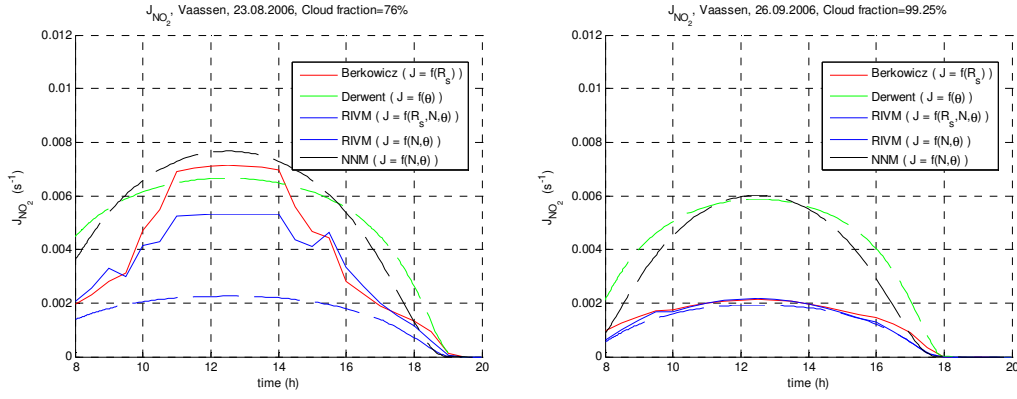 J_NO2, Vaassen, 23.08.2006, Cloud fraction=76%
0.012
0.01
0.008
0.006
0.004
0.002
0
J_NO2 (s^-1)
8 10 12 14 16 18 20
time (h)
Berkowicz ( J = f(R_s) )
Derwent ( J = f(θ) )
RIVM ( J = f(R_s,N,θ) )
RIVM ( J = f(N,θ) )
NNM ( J = f(N,θ) )
J_NO2, Vaassen, 26.09.2006, Cloud fraction=99.25%
0.012
0.01
0.008
0.006
0.004
0.002
0
J_NO2 (s^-1)
8 10 12 14 16 18 20
time (h)
Berkowicz ( J = f(R_s) )
Derwent ( J = f(θ) )
RIVM ( J = f(R_s,N,θ) )
RIVM ( J = f(N,θ) )
NNM ( J = f(N,θ) )